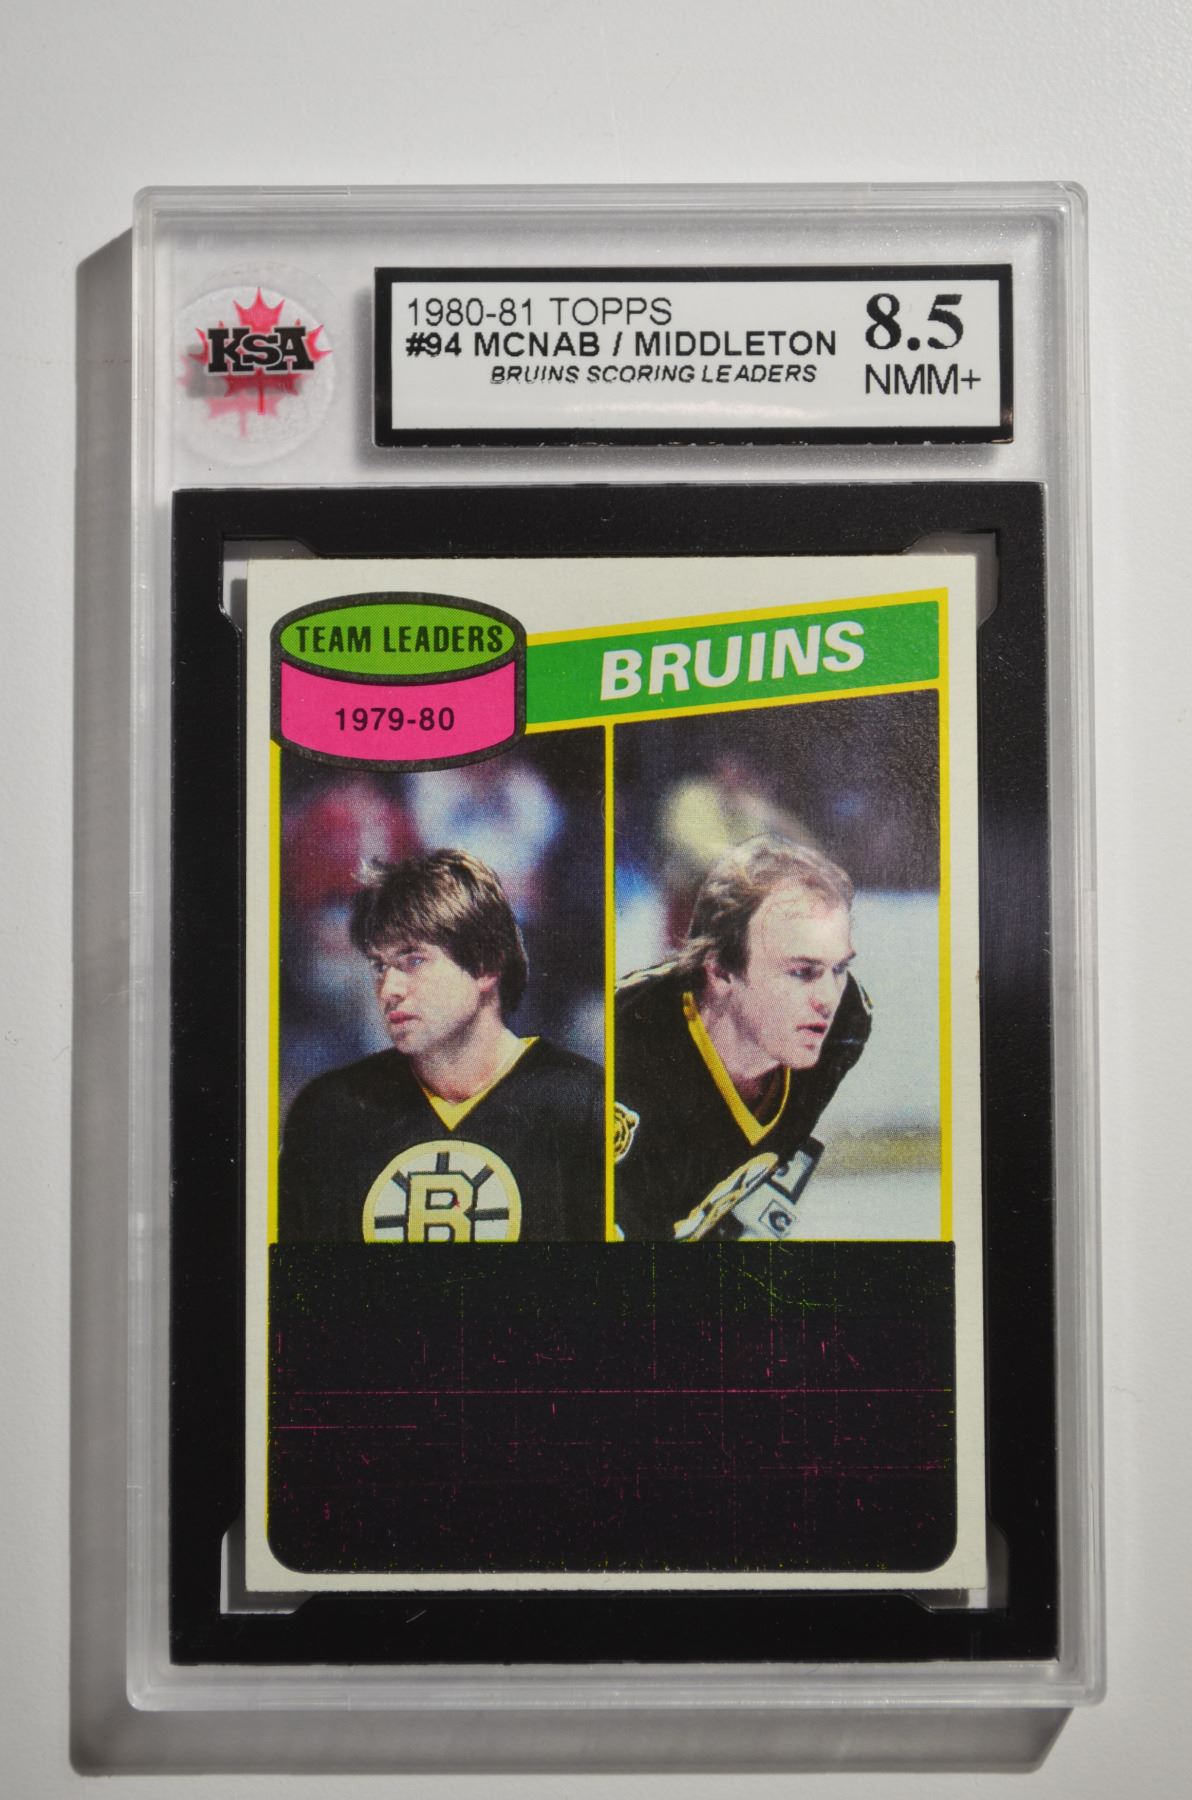 KSA
1980-81 TOPPS
#94 MCNAB / MIDDLETON
BRUINS SCORING LEADERS
8.5
NMM+
TEAM LEADERS
1979-80
BRUINS
B